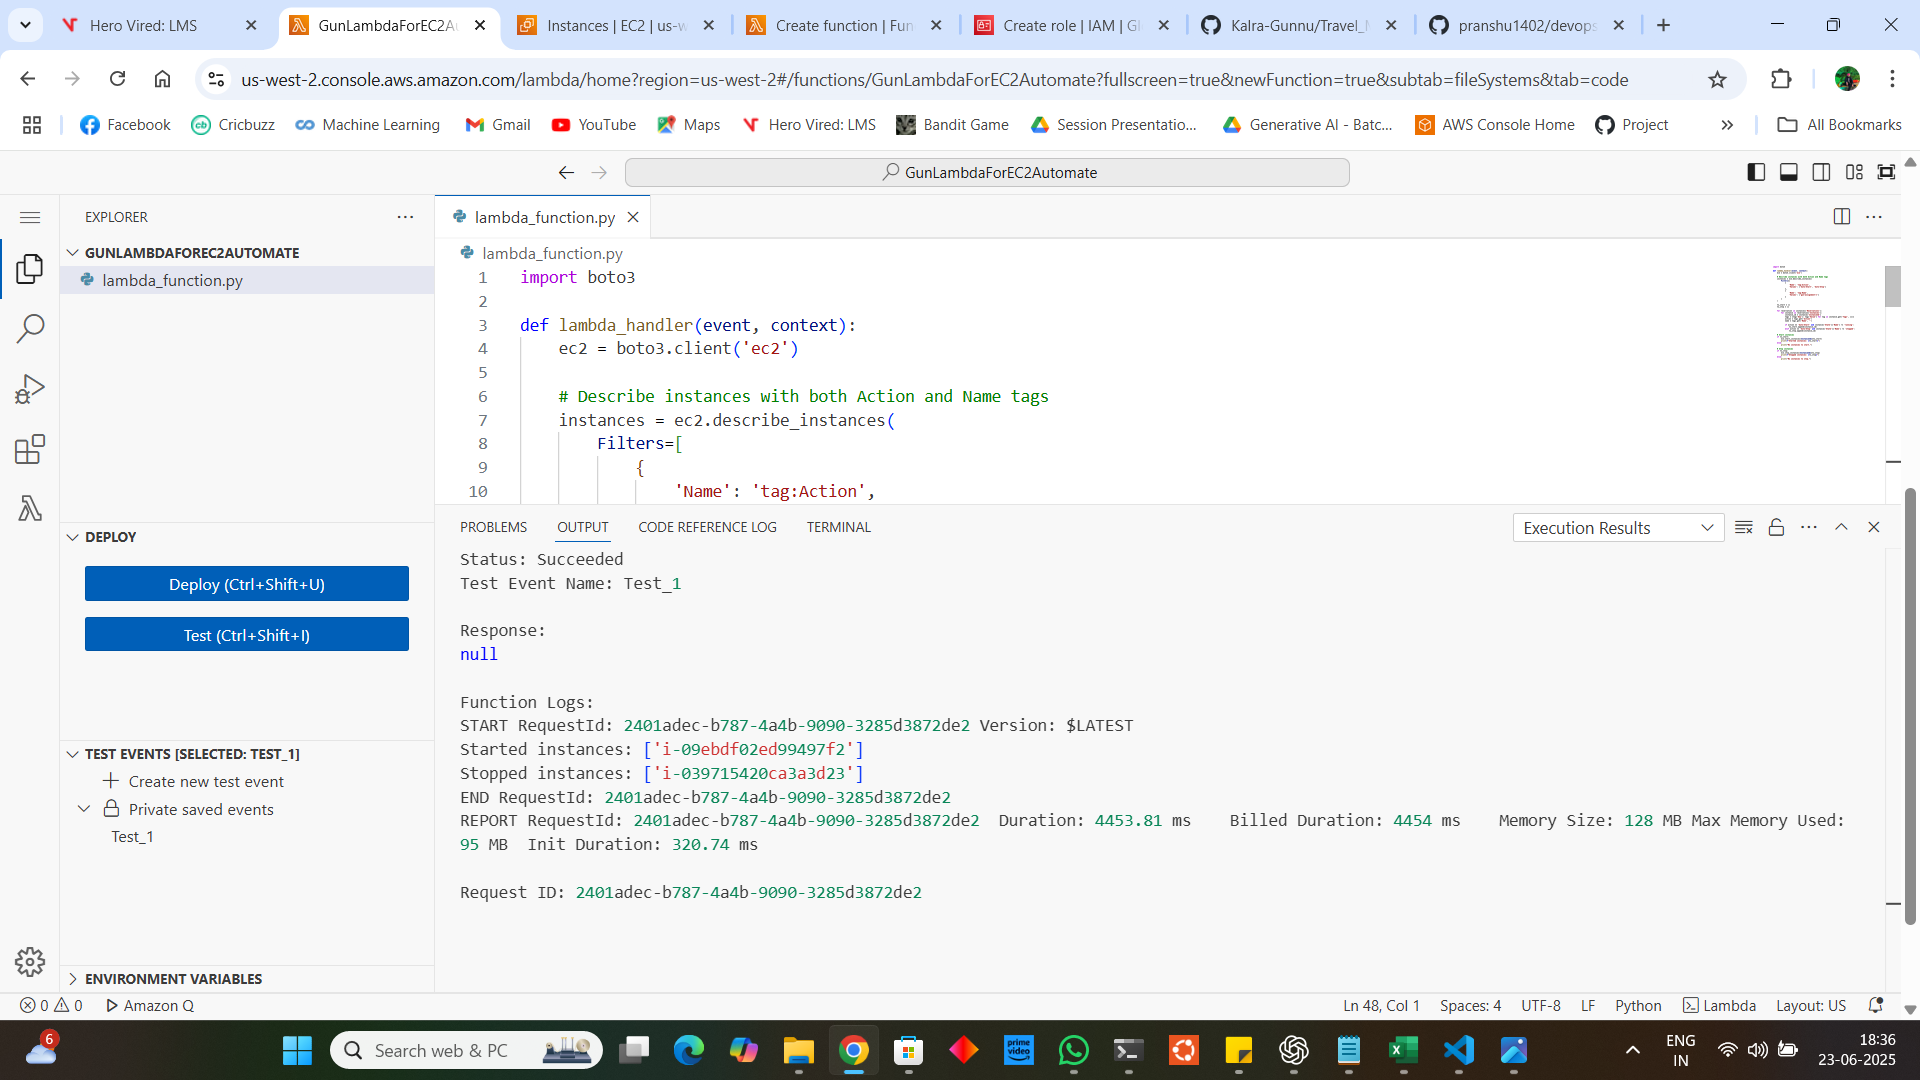 Hero Vired: LMS
GunLambdaForEC2Au
Instances | EC2 | us-w
Create function | Fun
Create role | IAM | Gl
Kalra-Gunnu/Travel_
pranshu1402/devops
us-west-2.console.aws.amazon.com/lambda/home?region=us-west-2#/functions/GunLambdaForEC2Automate?fullscreen=true&newFunction=true&subtab=fileSystems&tab=code
Facebook
Cricbuzz
Machine Learning
Gmail
YouTube
Maps
Hero Vired: LMS
Bandit Game
Session Presentatio...
Generative AI - Batc...
AWS Console Home
Project
All Bookmarks
GunLambdaForEC2Automate
EXPLORER
GUNLAMBDAFOREC2AUTOMATE
lambda_function.py
DEPLOY
Deploy (Ctrl+Shift+U)
Test (Ctrl+Shift+I)
TEST EVENTS [SELECTED: TEST_1]
Create new test event
Private saved events
Test_1
ENVIRONMENT VARIABLES
lambda_function.py
lambda_function.py
1 import boto3
2
3 def lambda_handler(event, context):
4 ec2 = boto3.client('ec2')
5
6 # Describe instances with both Action and Name tags
7 instances = ec2.describe_instances(
8 Filters=[
9 {
10 'Name': 'tag:Action',
PROBLEMS OUTPUT CODE REFERENCE LOG TERMINAL
Execution Results
Status: Succeeded
Test Event Name: Test_1
Response:
null
Function Logs:
START RequestId: 2401adec-b787-4a4b-9090-3285d3872de2 Version: $LATEST
Started instances: ['i-09ebdf02ed99497f2']
Stopped instances: ['i-039715420ca3a3d23']
END RequestId: 2401adec-b787-4a4b-9090-3285d3872de2
REPORT RequestId: 2401adec-b787-4a4b-9090-3285d3872de2 Duration: 4453.81 ms Billed Duration: 4454 ms Memory Size: 128 MB Max Memory Used:
95 MB Init Duration: 320.74 ms
Request ID: 2401adec-b787-4a4b-9090-3285d3872de2
0 0 Amazon Q
Ln 48, Col 1 Spaces: 4 UTF-8 LF Python Lambda Layout: US
6
Search web & PC
prime video
ENG
IN
18:36
23-06-2025